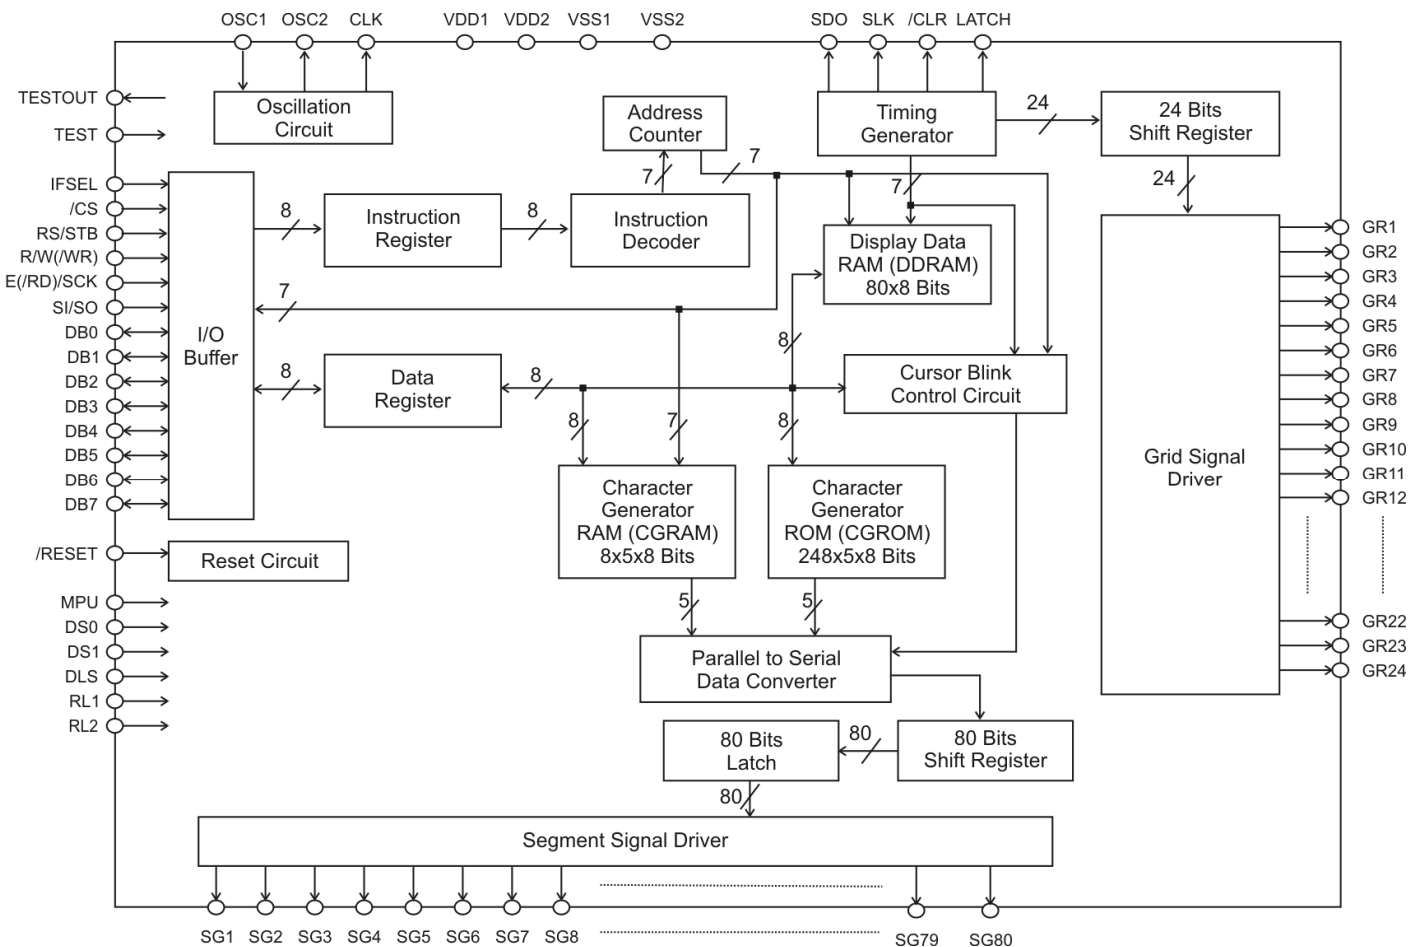 OSC1 OSC2 CLK VDD1 VDD2 VSS1 VSS2 SDO SLK /CLR LATCH
TESTOUT
TEST
IFSEL
/CS
RS/STB
R/W(/WR)
E(/RD)/SCK
SI/SO
DB0
DB1
DB2
DB3
DB4
DB5
DB6
DB7
/RESET
MPU
DS0
DS1
DLS
RL1
RL2
Oscillation
Circuit
Address
Counter
Timing
Generator
24
24 Bits
Shift Register
7
7
7
24
I/O
Buffer
8
Instruction
Register
8
Instruction
Decoder
Display Data
RAM (DDRAM)
80x8 Bits
7
8
8
Data
Register
8
Cursor Blink
Control Circuit
8
7
8
Character
Generator
RAM (CGRAM)
8x5x8 Bits
Character
Generator
ROM (CGROM)
248x5x8 Bits
Grid Signal
Driver
Reset Circuit
5
5
Parallel to Serial
Data Converter
80 Bits
Latch
80
80 Bits
Shift Register
80
Segment Signal Driver
GR1
GR2
GR3
GR4
GR5
GR6
GR7
GR8
GR9
GR10
GR11
GR12
GR22
GR23
GR24
SG1 SG2 SG3 SG4 SG5 SG6 SG7 SG8 SG79 SG80